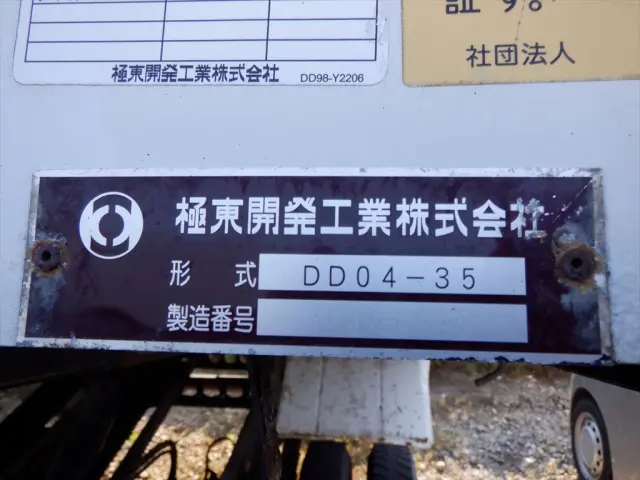 極東開発工業株式会社 DD98-Y2206
証す。
社団法人
極東開発工業株式会社
形 式 DD04-35
製造番号